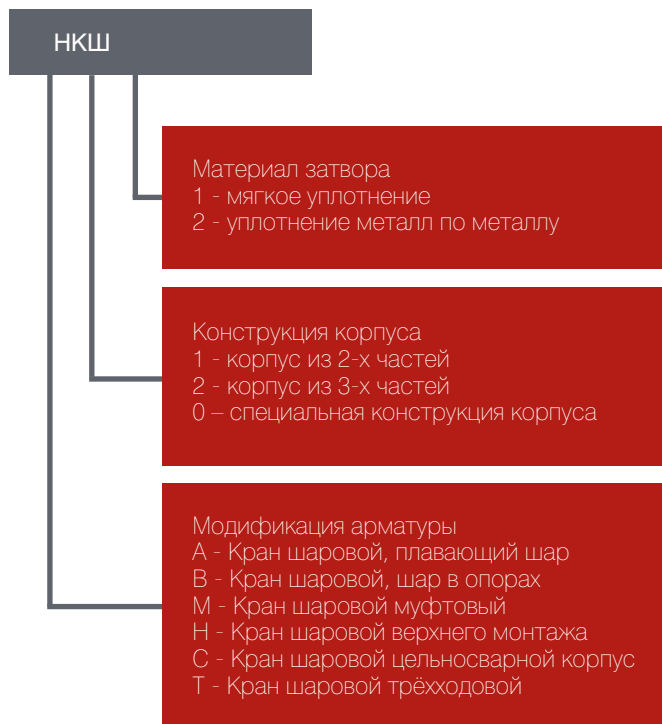 НКШ
Материал затвора
1 - мягкое уплотнение
2 - уплотнение металл по металлу
Конструкция корпуса
1 - корпус из 2-х частей
2 - корпус из 3-х частей
0 – специальная конструкция корпуса
Модификация арматуры
А - Кран шаровой, плавающий шар
В - Кран шаровой, шар в опорах
М - Кран шаровой муфтовый
Н - Кран шаровой верхнего монтажа
С - Кран шаровой цельносварной корпус
Т - Кран шаровой трёхходовой